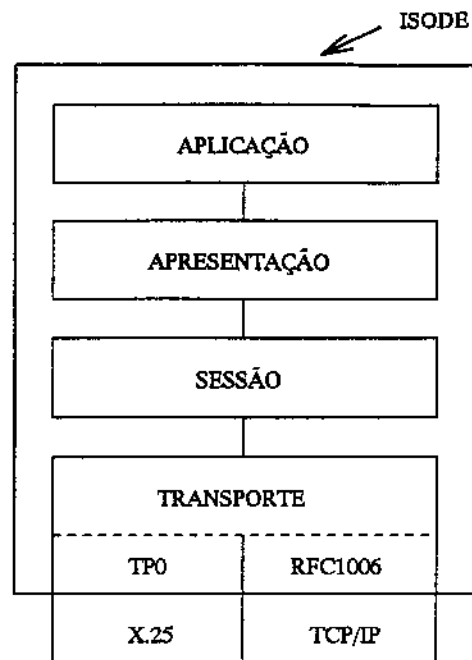 ISODE
APLICAÇÃO
APRESENTAÇÃO
SESSÃO
TRANSPORTE
TP0 RFC1006
X.25 TCP/IP